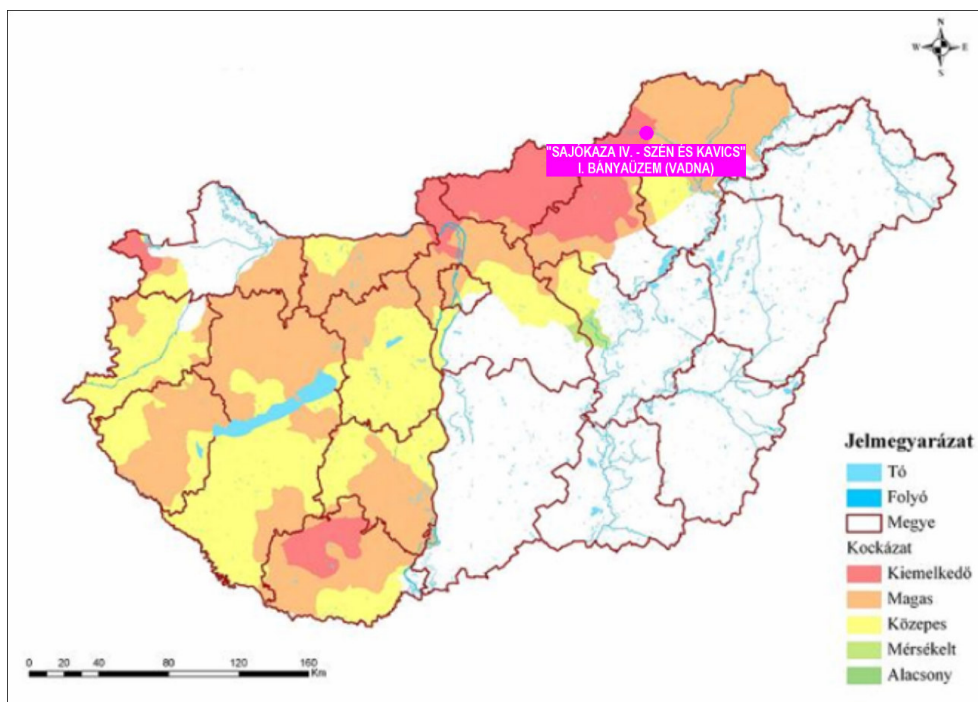 N
W E
S
"SAJÓKAZA IV. - SZÉN ÉS KAVICS"
I. BÁNYAÜZEM (VADNA)
Jelmegyarázat
Tó
Folyó
Megye
Kockázat
Kiemelkedő
Magas
Közepes
Mérsékelt
Alacsony
0 20 40 80 120 160
Km